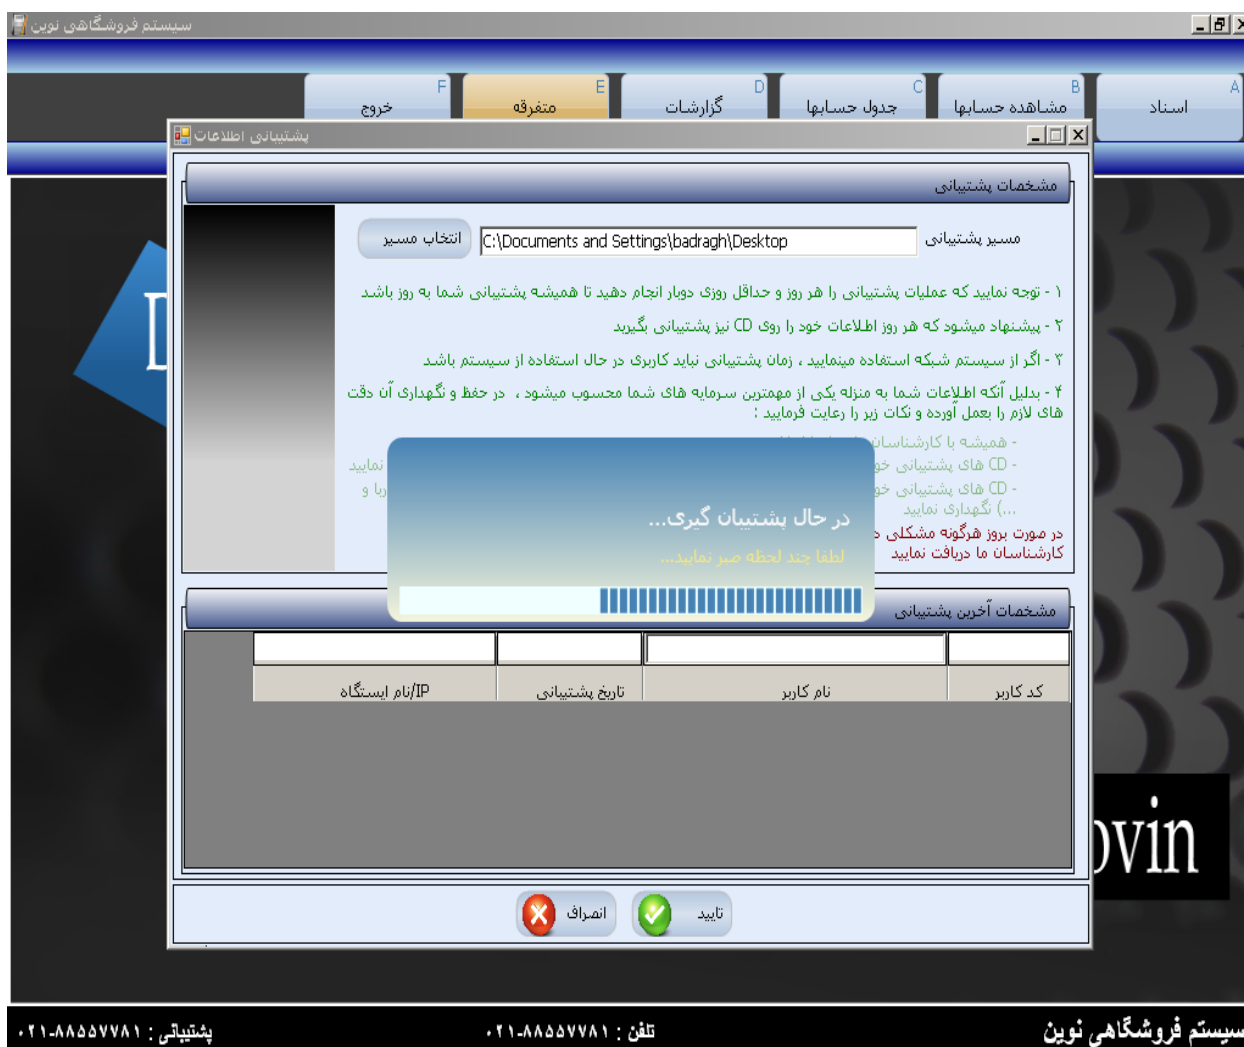 سیستم فروشگاهی نوین
A
اسناد
B
مشاهده حسابها
C
جدول حسابها
D
گزارشات
E
متفرقه
F
خروج
پشتیبانی اطلاعات
مشخصات پشتیبانی
مسیر پشتیبانی
C:\Documents and Settings\badragh\Desktop
انتخاب مسیر
۱ - توجه نمایید که عملیات پشتیبانی را هر روز و حداقل روزی دوبار انجام دهید تا همیشه پشتیبانی شما به روز باشد
۲ - پیشنهاد میشود که هر روز اطلاعات خود را روی CD نیز پشتیبانی بگیرید
۳ - اگر از سیستم شبکه استفاده مینمایید ، زمان پشتیبانی نباید کاربری در حال استفاده از سیستم باشد
۴ - بدلیل آنکه اطلاعات شما به منزله یکی از مهمترین سرمایه های شما محسوب میشود ، در حفظ و نگهداری آن دقت
های لازم را بعمل آورده و نکات زیر را رعایت فرمایید :
- همیشه با کارشناسان
- CD های پشتیبانی نمایید
- CD های پشتیبانی و
...) نگهداری نمایید
در صورت بروز هرگونه مشکلی
کارشناسان ما دریافت نمایید
در حال پشتیبان گیری...
لطفا چند لحظه صبر نمایید...
مشخصات آخرین پشتیبانی
کد کاربر
نام کاربر
تاریخ پشتیبانی
IP/نام ایستگاه
تایید
انصراف
D
ovin
سیستم فروشگاهی نوین
تلفن : ۰۲۱-۸۸۵۵۷۷۸۱
پشتیبانی : ۰۲۱-۸۸۵۵۷۷۸۱